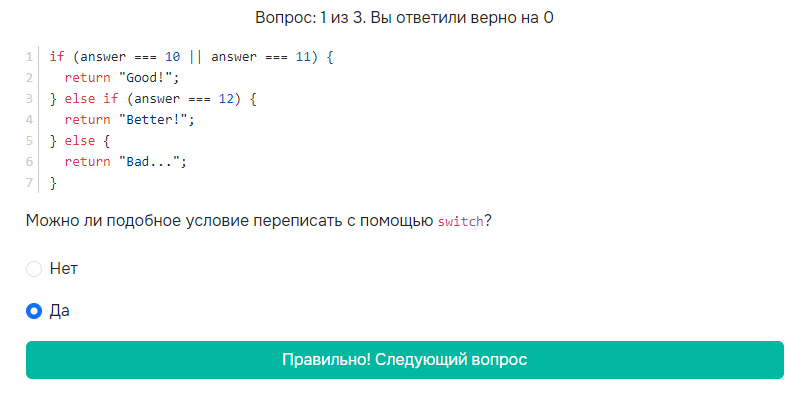 Вопрос: 1 из 3. Вы ответили верно на 0
1 if (answer === 10 || answer === 11) {
2   return "Good!";
3 } else if (answer === 12) {
4   return "Better!";
5 } else {
6   return "Bad...";
7 }
Можно ли подобное условие переписать с помощью switch?
Нет
Да
Правильно! Следующий вопрос